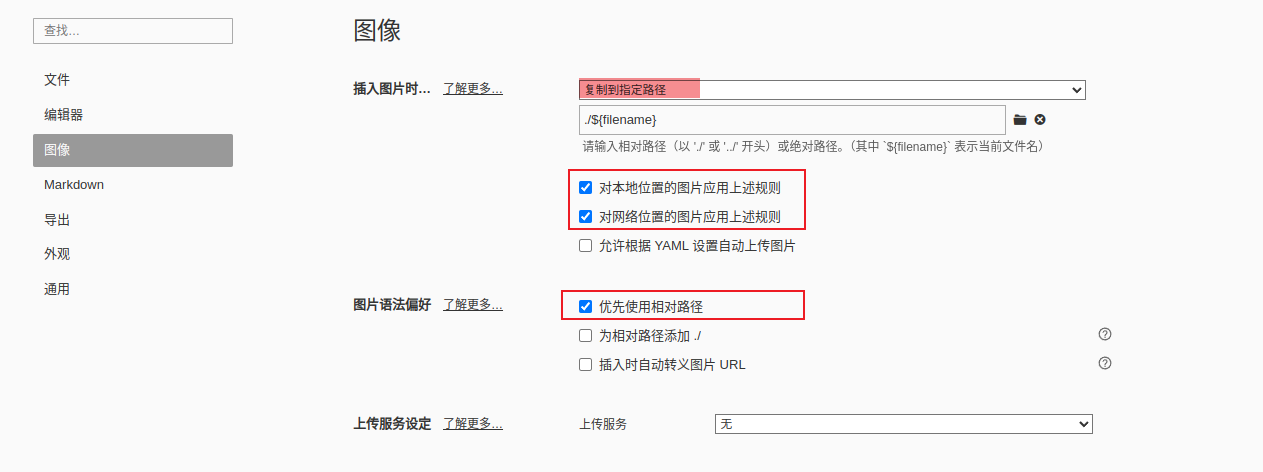 查找…
文件
编辑器
图像
Markdown
导出
外观
通用
图像
插入图片时… 了解更多… 复制到指定路径
./${filename}
请输入相对路径（以 './' 或 '../' 开头）或绝对路径。（其中 `${filename}` 表示当前文件名）
对本地位置的图片应用上述规则
对网络位置的图片应用上述规则
允许根据 YAML 设置自动上传图片
图片语法偏好 了解更多… 优先使用相对路径
为相对路径添加 ./
插入时自动转义图片 URL
上传服务设定 了解更多… 上传服务 无